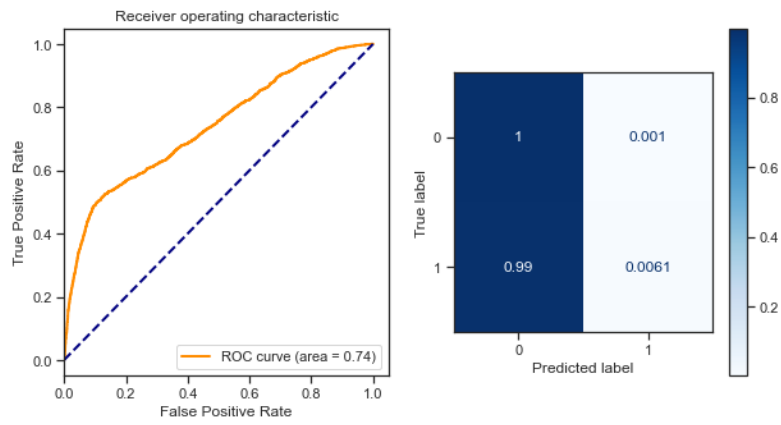 Receiver operating characteristic
1.0
0.8
0.6
0.4
0.2
0.0
True Positive Rate
0.0 0.2 0.4 0.6 0.8 1.0
False Positive Rate
ROC curve (area = 0.74)
True label
0
1
1 0.001
0.99 0.0061
0 1
Predicted label
0.8
0.6
0.4
0.2